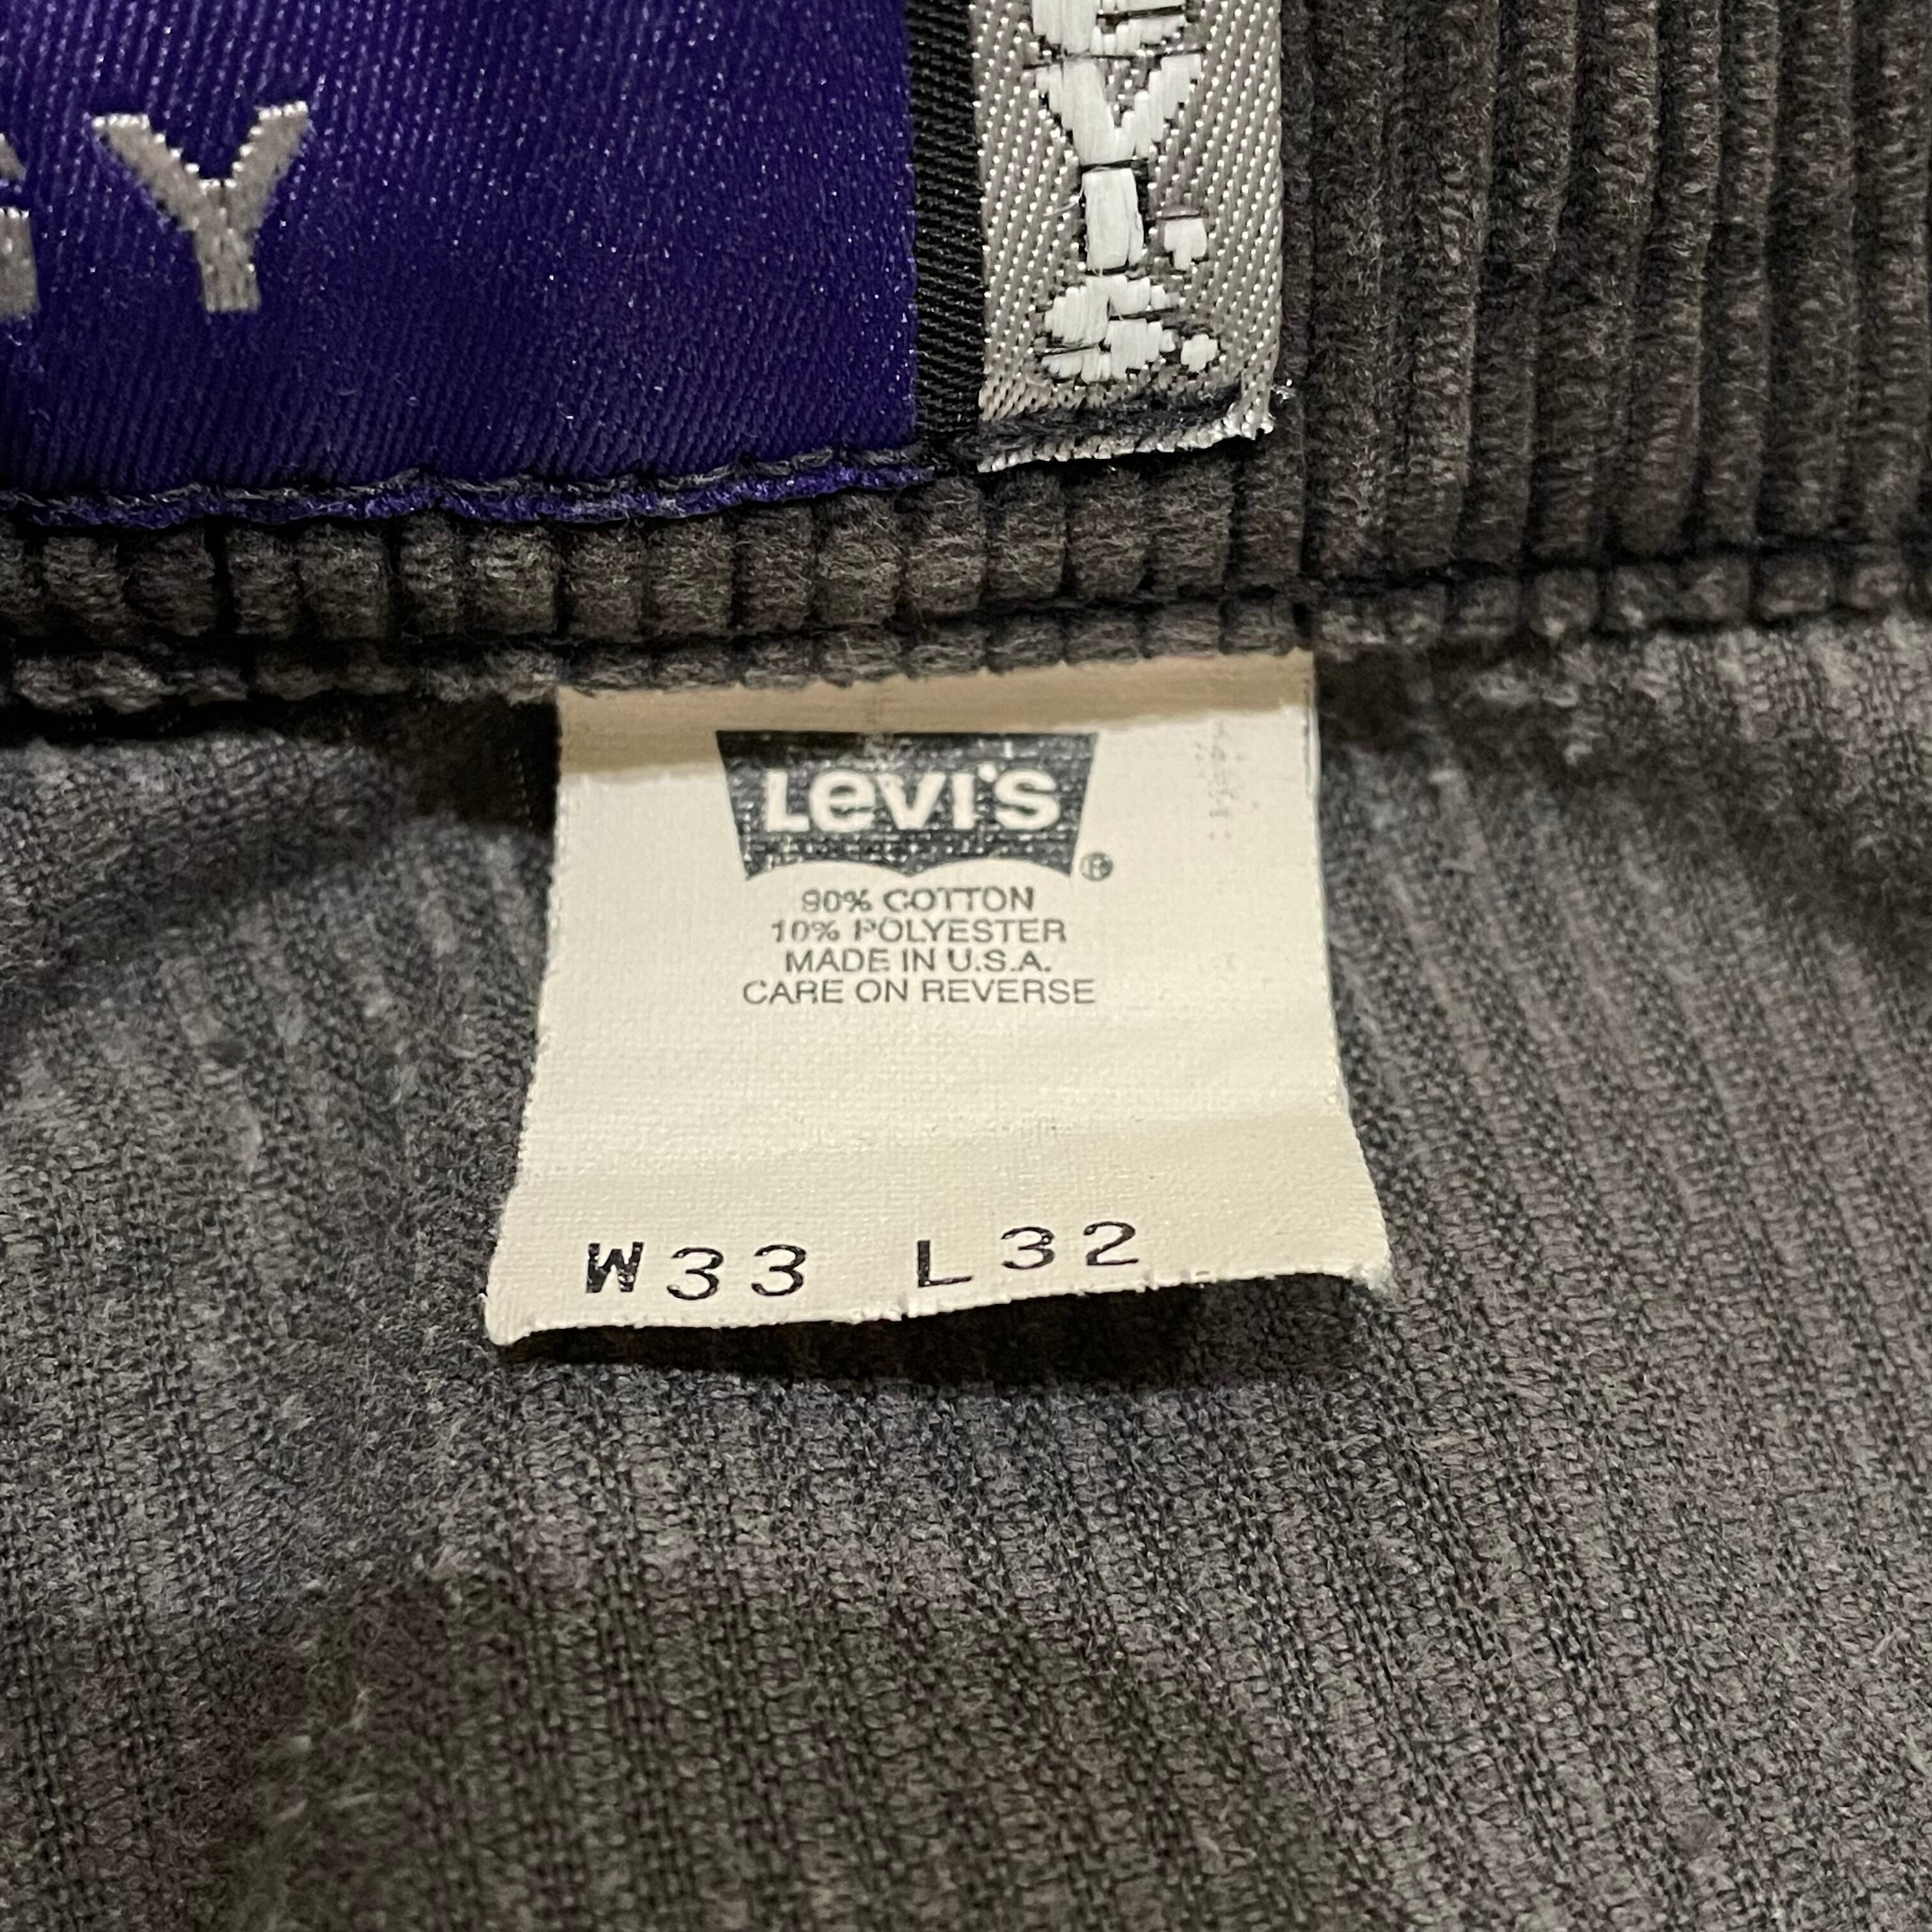 Y
LEVI'S
®
90% COTTON
10% POLYESTER
MADE IN U.S.A.
CARE ON REVERSE
W33 L32